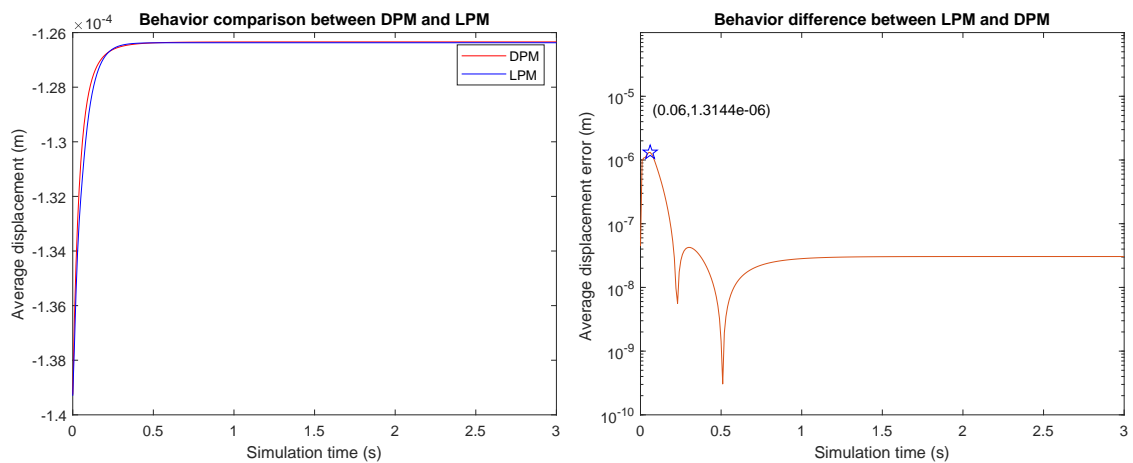 Behavior comparison between DPM and LPM
×10-4
-1.26
-1.28
-1.3
-1.32
-1.34
-1.36
-1.38
-1.4
Average displacement (m)
DPM
LPM
0 0.5 1 1.5 2 2.5 3
Simulation time (s)
Behavior difference between LPM and DPM
10-5
10-6
10-7
10-8
10-9
10-10
Average displacement error (m)
(0.06,1.3144e-06)
0 0.5 1 1.5 2 2.5 3
Simulation time (s)